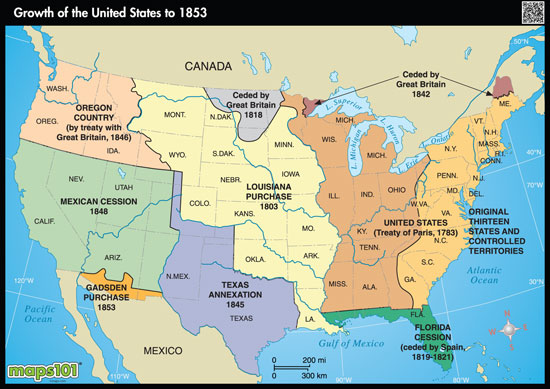 Growth of the United States to 1853
50°N
CANADA
Ceded by
Great Britain
1842
WASH.
OREGON
COUNTRY
(by treaty with
Great Britain, 1846)
OREG.
IDA.
MONT.
N.DAK.
Ceded by
Great Britain
1818
MINN.
L. Superior
MICH.
ME.
VT.
N.H.
MASS.
R.I.
CONN.
L. Huron
L. Ontario
L. Michigan
L. Erie
WIS.
MICH.
N.Y.
S.DAK.
WYO.
IOWA
NEBR.
PENN.
N.J.
MD.
DEL.
NEV.
UTAH
LOUISIANA
PURCHASE
1803
ILL.
IND.
OHIO
W.VA.
VA.
MEXICAN CESSION
1848
COLO.
KANS.
MO.
KY.
UNITED STATES
(Treaty of Paris, 1783)
ORIGINAL
THIRTEEN
STATES AND
CONTROLLED
TERRITORIES
CALIF.
N.C.
TENN.
ARIZ.
OKLA.
ARK.
S.C.
N.MEX.
MISS.
ALA.
GA.
120°W
GADSDEN
PURCHASE
1853
TEXAS
ANNEXATION
1845
TEXAS
LA.
FLA.
Atlantic
Ocean
Pacific
Ocean
FLORIDA
CESSION
(ceded by Spain,
1819-1821)
Gulf of Mexico
MEXICO
0 200 mi
0 300 km
maps101
110°W
90°W